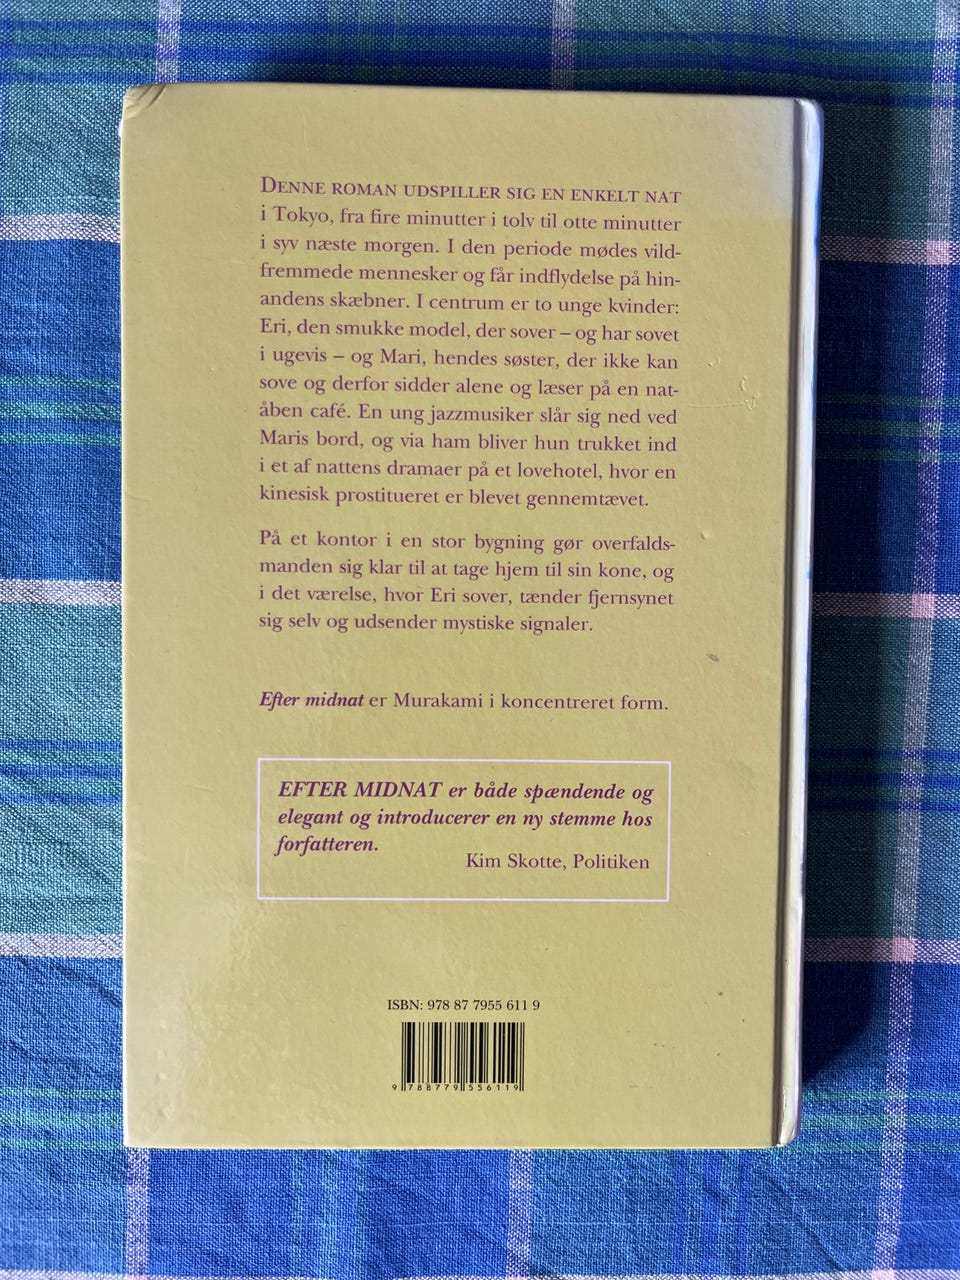 DENNE ROMAN UDSPILLER SIG EN ENKELT NAT
i Tokyo, fra fire minutter i tolv til otte minutter
i syv næste morgen. I den periode mødes vild-
fremmede mennesker og får indflydelse på hin-
andens skæbner. I centrum er to unge kvinder:
Eri, den smukke model, der sover – og har sovet
i ugevis – og Mari, hendes søster, der ikke kan
sove og derfor sidder alene og læser på en nat-
åben café. En ung jazzmusiker slår sig ned ved
Maris bord, og via ham bliver hun trukket ind
i et af nattens dramaer på et lovehotel, hvor en
kinesisk prostitueret er blevet gennemtævet.
På et kontor i en stor bygning gør overfalds-
manden sig klar til at tage hjem til sin kone, og
i det værelse, hvor Eri sover, tænder fjernsynet
sig selv og udsender mystiske signaler.
Efter midnat er Murakami i koncentreret form.
EFTER MIDNAT er både spændende og
elegant og introducerer en ny stemme hos
forfatteren.
Kim Skotte, Politiken
ISBN: 978 87 7955 611 9
9 788779 556119